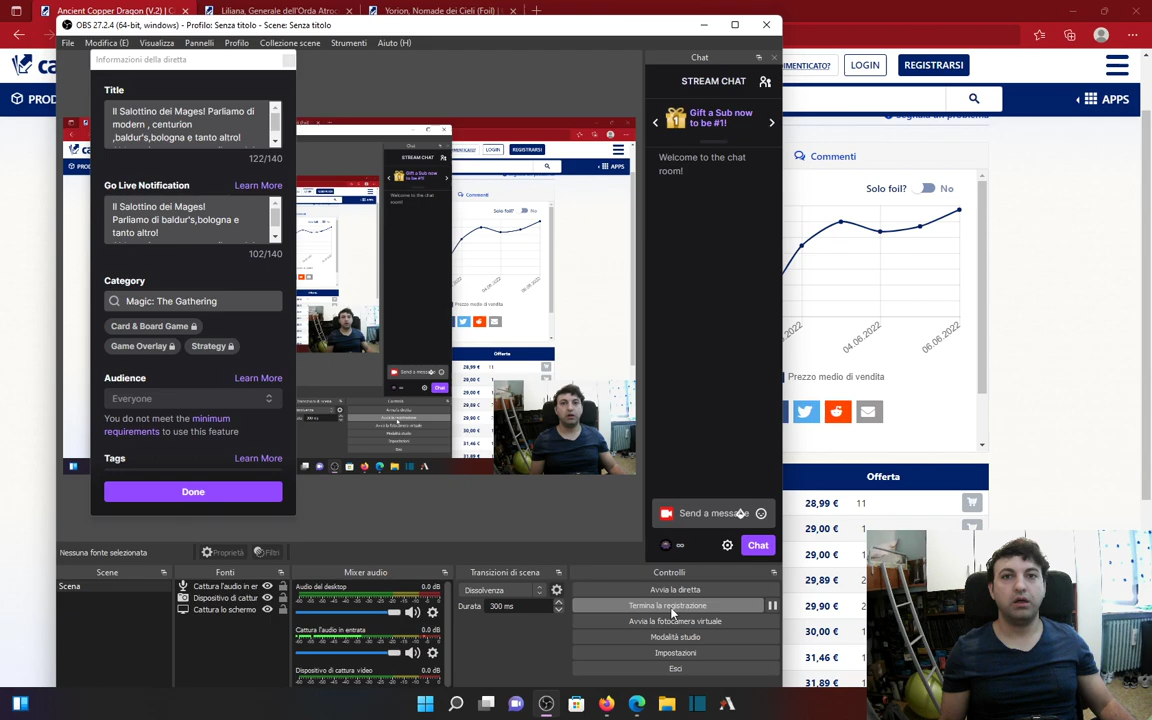 Ancient Copper Dragon (V.2) | C
Liliana, Generale dell'Orda Atroc
Yorion, Nomade dei Cieli (Foil)
OBS 27.2.4 (64-bit, windows) - Profilo: Senza titolo - Scene: Senza titolo
File Modifica (E) Visualizza Pannelli Profilo Collezione scene Strumenti Aiuto (H)
Informazioni della diretta
Title
Il Salottino dei Mages! Parliamo di
modern , centurion
,baldur's,bologna e tanto altro!
122/140
Go Live Notification Learn More
Il Salottino dei Mages!
Parliamo di baldur's,bologna e
tanto altro!
102/140
Category
Magic: The Gathering
Card & Board Game
Game Overlay Strategy
Audience Learn More
Everyone
You do not meet the minimum
requirements to use this feature
Tags Learn More
Done
Chat
STREAM CHAT
Gift a Sub now
to be #1!
Welcome to the chat
room!
Send a message
Chat
IMENTICATO? LOGIN REGISTRARSI
PROD
APPS
Commenti
Solo foil? No
04.06.2022
06.06.2022
Prezzo medio di vendita
Offerta
28,99 € 11
29,00 €
29,00 €
29,89 € 2
29,90 € 2
30,00 €
31,46 €
31,89 €
Nessuna fonte selezionata Proprietà Filtri
Scene Fonti Mixer audio Transizioni di scena Controlli
Scena
Cattura l'audio in er
Dispositivo di cattur
Cattura lo schermo
Audio del desktop 0.0 dB
Cattura l'audio in entrata 0.0 dB
Dispositivo di cattura video 0.0 dB
Dissolvenza
Durata 300 ms
Avvia la diretta
Termina la registrazione
Avvia la fotocamera virtuale
Modalità studio
Impostazioni
Esci